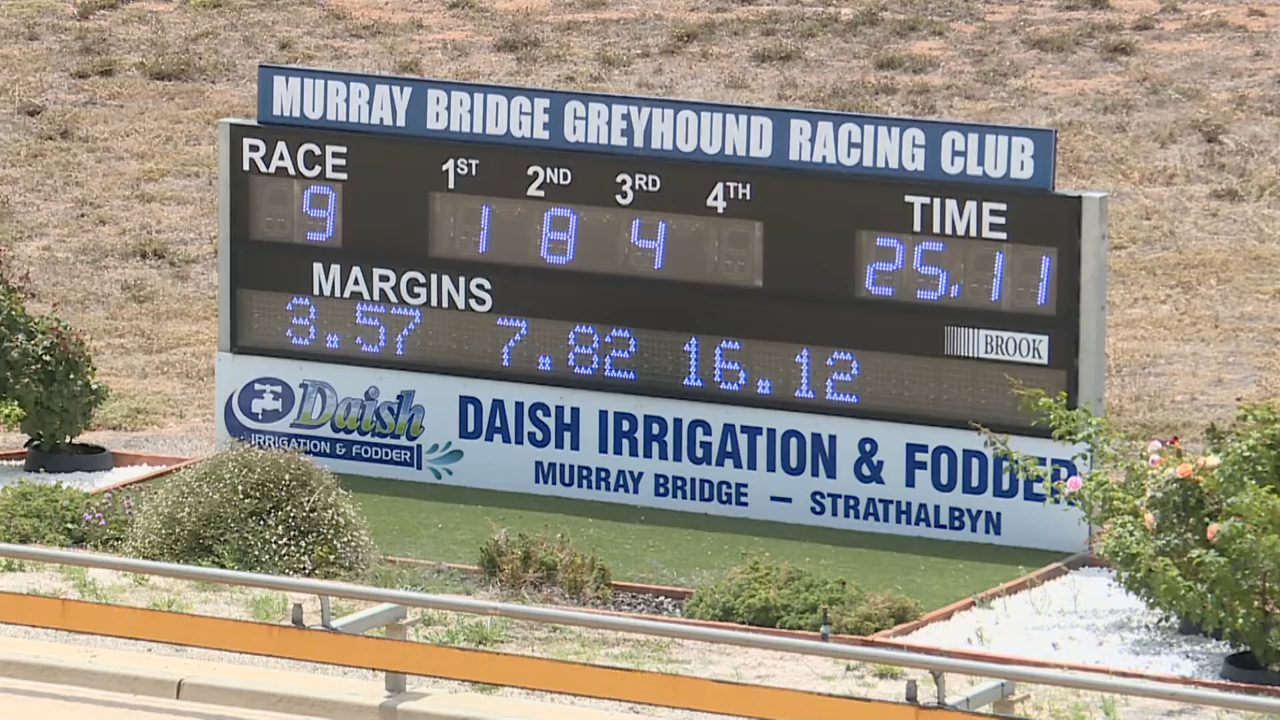 MURRAY BRIDGE GREYHOUND RACING CLUB
RACE 1ST 2ND 3RD 4TH TIME
9 1 8 4 25.11
MARGINS
3.57 7.82 16.12
BROOK
Daish
IRRIGATION & FODDER
DAISH IRRIGATION & FODDER
MURRAY BRIDGE – STRATHALBYN